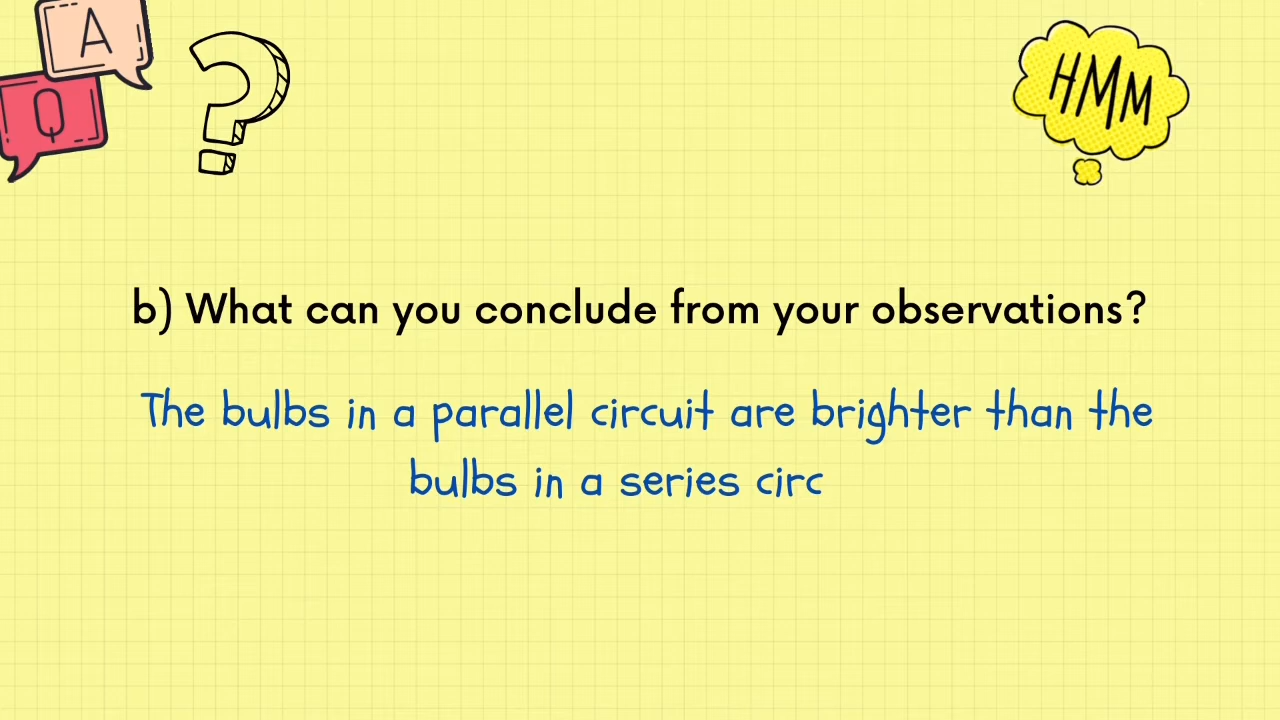 A
Q
?
HMM
b) What can you conclude from your observations?
The bulbs in a parallel circuit are brighter than the
bulbs in a series circ